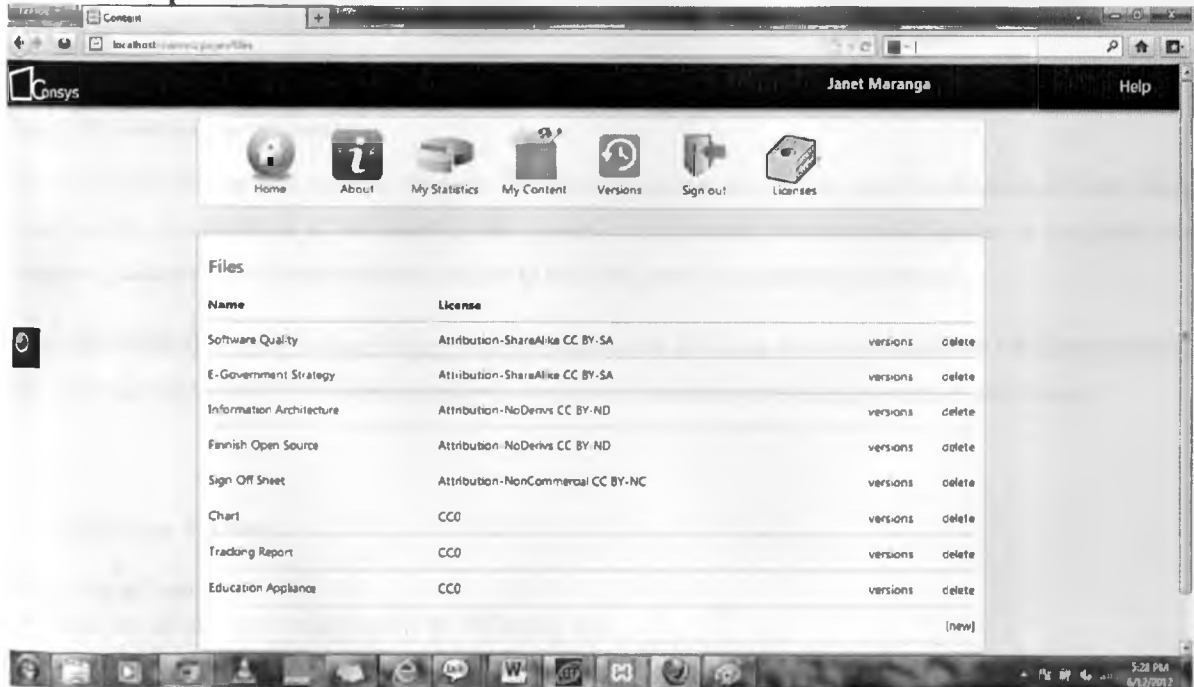 Content
+
localhost
Consys
Janet Maranga
Help
Home About My Statistics My Content Versions Sign out Licenses
Files
Name License
Software Quality Attribution-ShareAlike CC BY-SA versions delete
E-Government Strategy Attribution-ShareAlike CC BY-SA versions delete
Information Architecture Attribution-NoDerivs CC BY-ND versions delete
Finnish Open Source Attribution-NoDerivs CC BY-ND versions delete
Sign Off Sheet Attribution-NonCommercial CC BY-NC versions delete
Chart CC0 versions delete
Tracking Report CC0 versions delete
Education Appliance CC0 versions delete
[new]
5:28 PM
6/12/2012